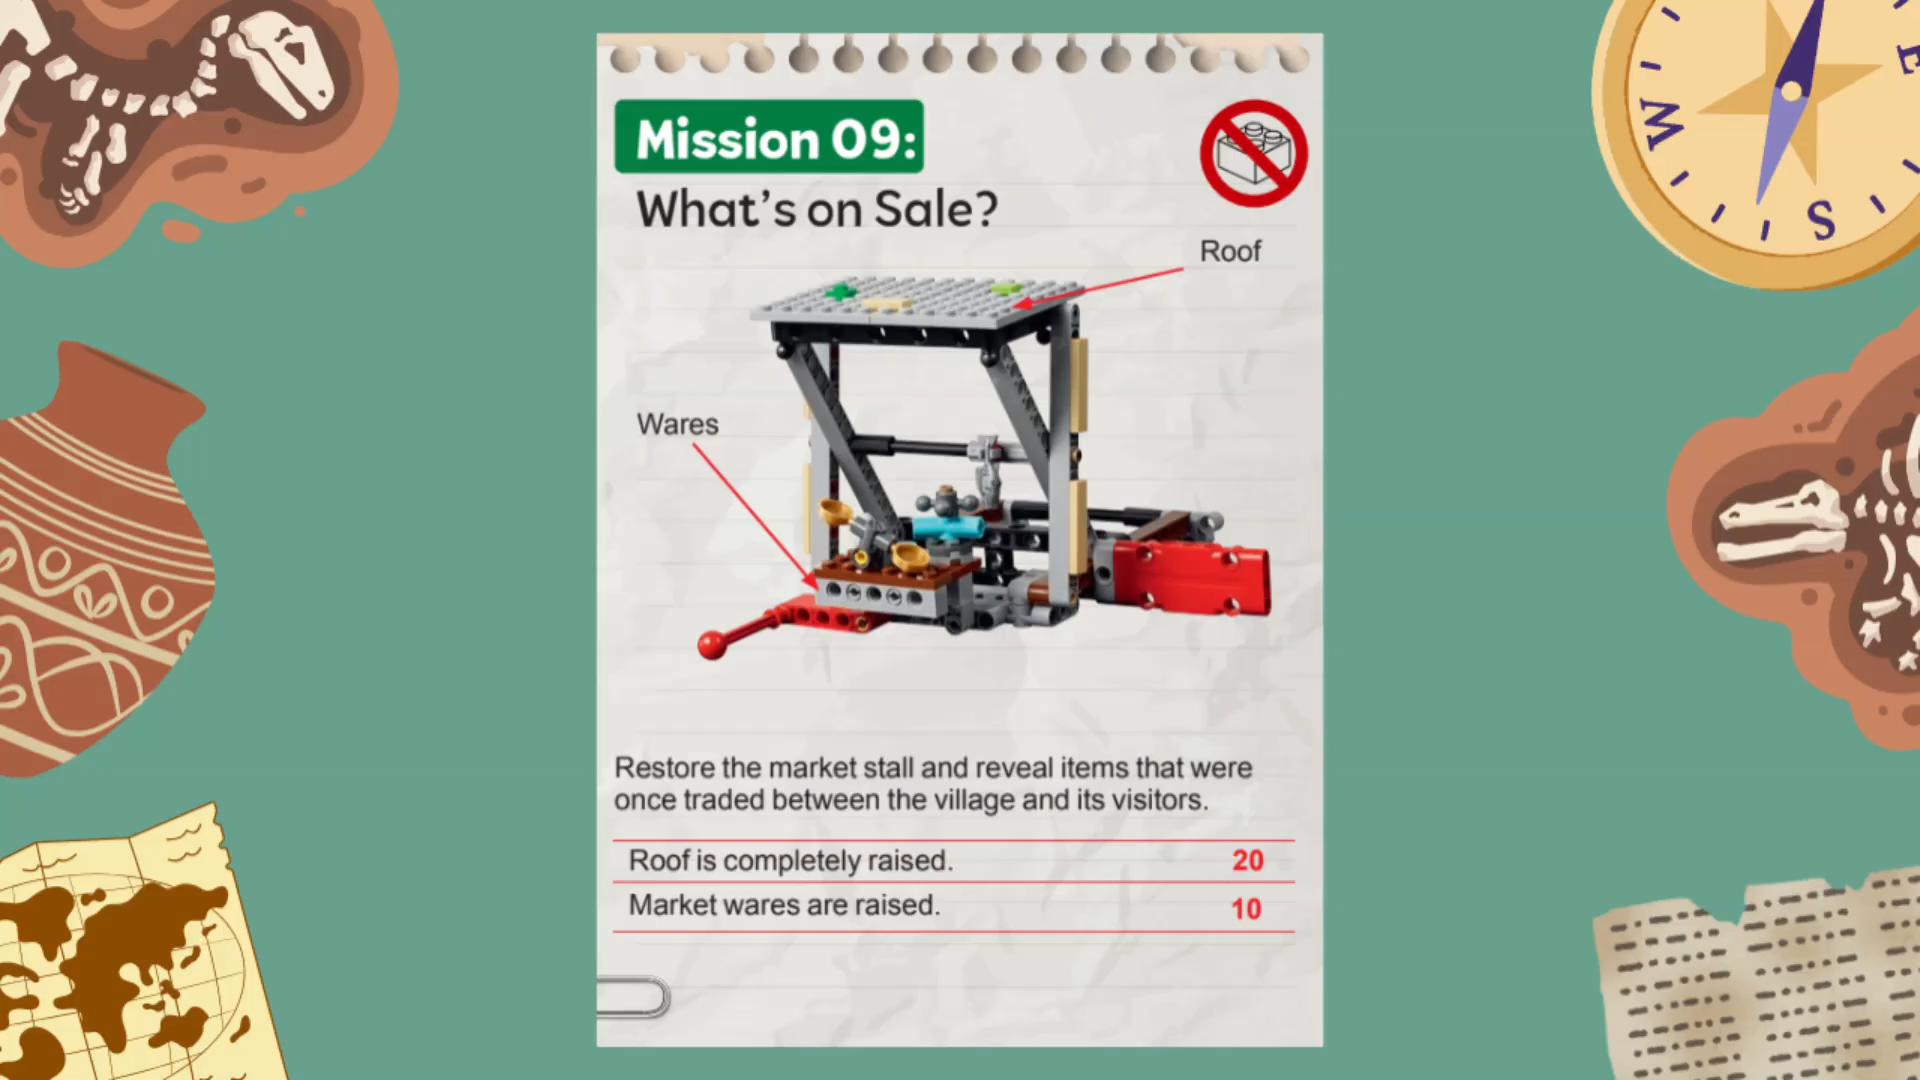 Mission 09:
What's on Sale?
Roof
Wares
Restore the market stall and reveal items that were
once traded between the village and its visitors.
Roof is completely raised. 20
Market wares are raised. 10
W
E
S